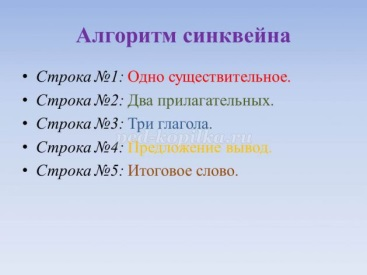 Алгоритм синквейна
• Строка №1: Одно существительное.
• Строка №2: Два прилагательных.
• Строка №3: Три глагола.
• Строка №4: Предложение вывод.
• Строка №5: Итоговое слово.